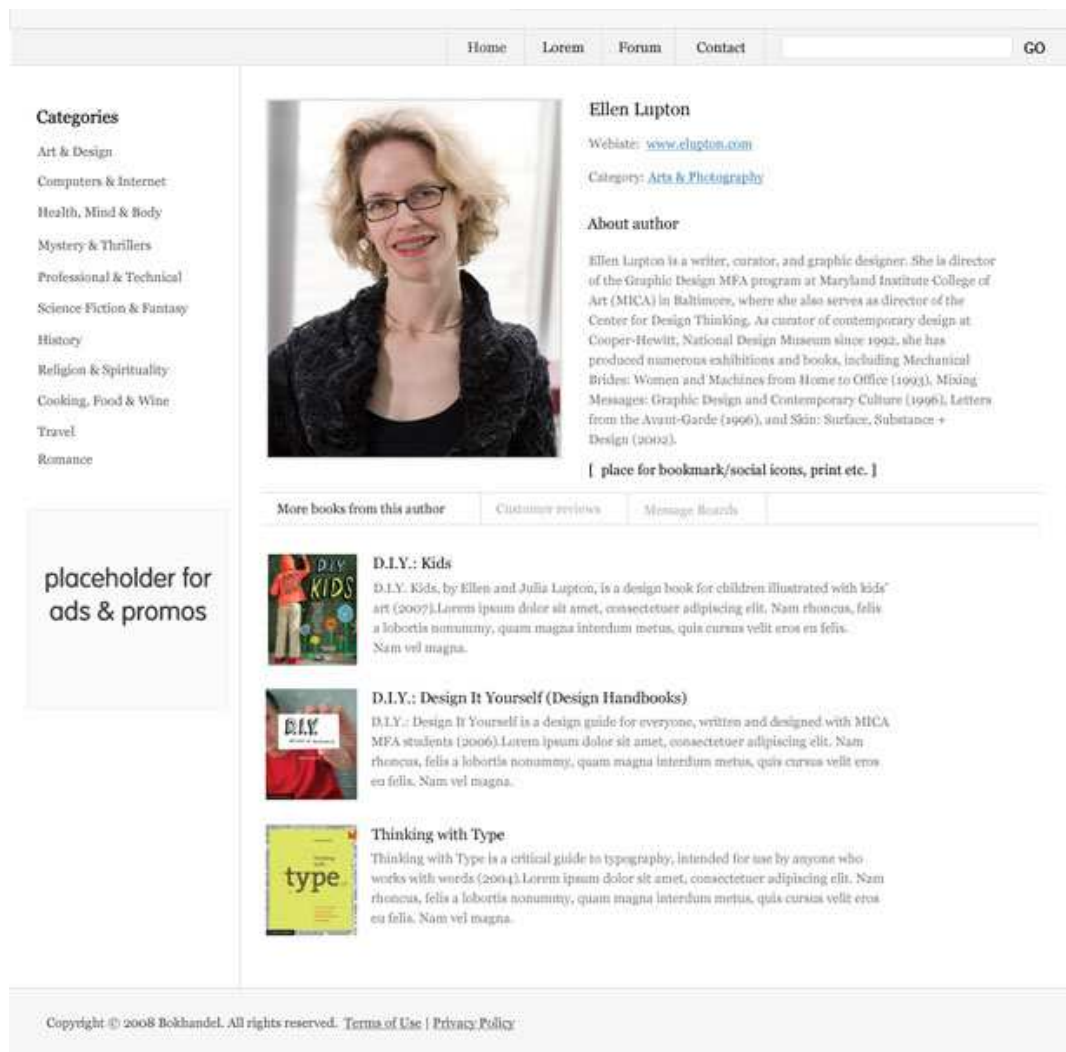 Home Lorem Forum Contact GO
Categories
Art & Design
Computers & Internet
Health, Mind & Body
Mystery & Thrillers
Professional & Technical
Science Fiction & Fantasy
History
Religion & Spirituality
Cooking, Food & Wine
Travel
Romance
placeholder for
ads & promos
Ellen Lupton
Webiste: www.elupton.com
Category: Arts & Photography
About author
Ellen Lupton is a writer, curator, and graphic designer. She is director
of the Graphic Design MFA program at Maryland Institute College of
Art (MICA) in Baltimore, where she also serves as director of the
Center for Design Thinking. As curator of contemporary design at
Cooper-Hewitt, National Design Museum since 1992, she has
produced numerous exhibitions and books, including Mechanical
Brides: Women and Machines from Home to Office (1993), Mixing
Messages: Graphic Design and Contemporary Culture (1996), Letters
from the Avant-Garde (1996), and Skin: Surface, Substance +
Design (2002).
[ place for bookmark/social icons, print etc. ]
More books from this author Customer reviews Message Boards
DIY
KIDS
D.I.Y.: Kids
D.I.Y. Kids, by Ellen and Julia Lupton, is a design book for children illustrated with kids'
art (2007).Lorem ipsum dolor sit amet, consectetuer adipiscing elit. Nam rhoncus, felis
a lobortis nonummy, quam magna interdum metus, quis cursus velit eros eu felis.
Nam vel magna.
D.I.Y.
D.I.Y.: Design It Yourself (Design Handbooks)
D.I.Y.: Design It Yourself is a design guide for everyone, written and designed with MICA
MFA students (2006).Lorem ipsum dolor sit amet, consectetuer adipiscing elit. Nam
rhoncus, felis a lobortis nonummy, quam magna interdum metus, quis cursus velit eros
eu felis. Nam vel magna.
thinking
with
type
Thinking with Type
Thinking with Type is a critical guide to typography, intended for use by anyone who
works with words (2004).Lorem ipsum dolor sit amet, consectetuer adipiscing elit. Nam
rhoncus, felis a lobortis nonummy, quam magna interdum metus, quis cursus velit eros
eu felis. Nam vel magna.
Copyright © 2008 Bokhandel. All rights reserved. Terms of Use | Privacy Policy